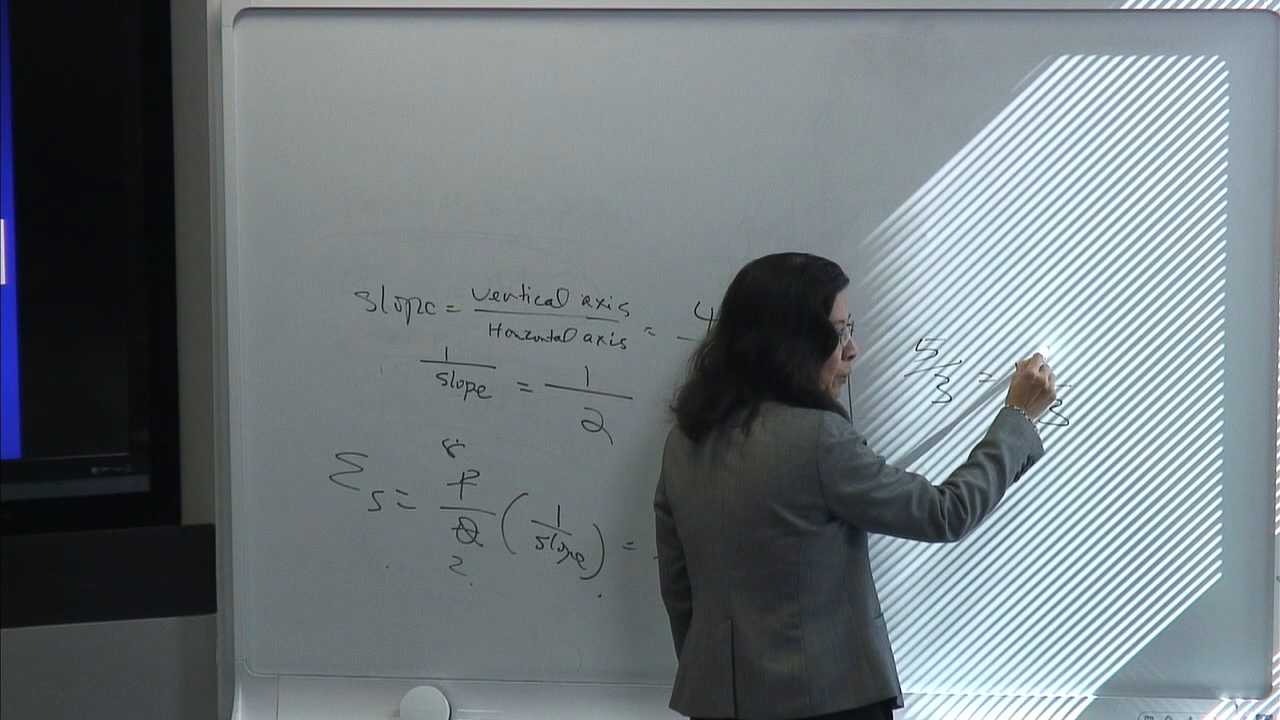 slope = vertical axis / Horizontal axis = 4
1 / slope = 1 / 2
5/3 =
8
Es = P / Q ( 1 / slope ) =
2